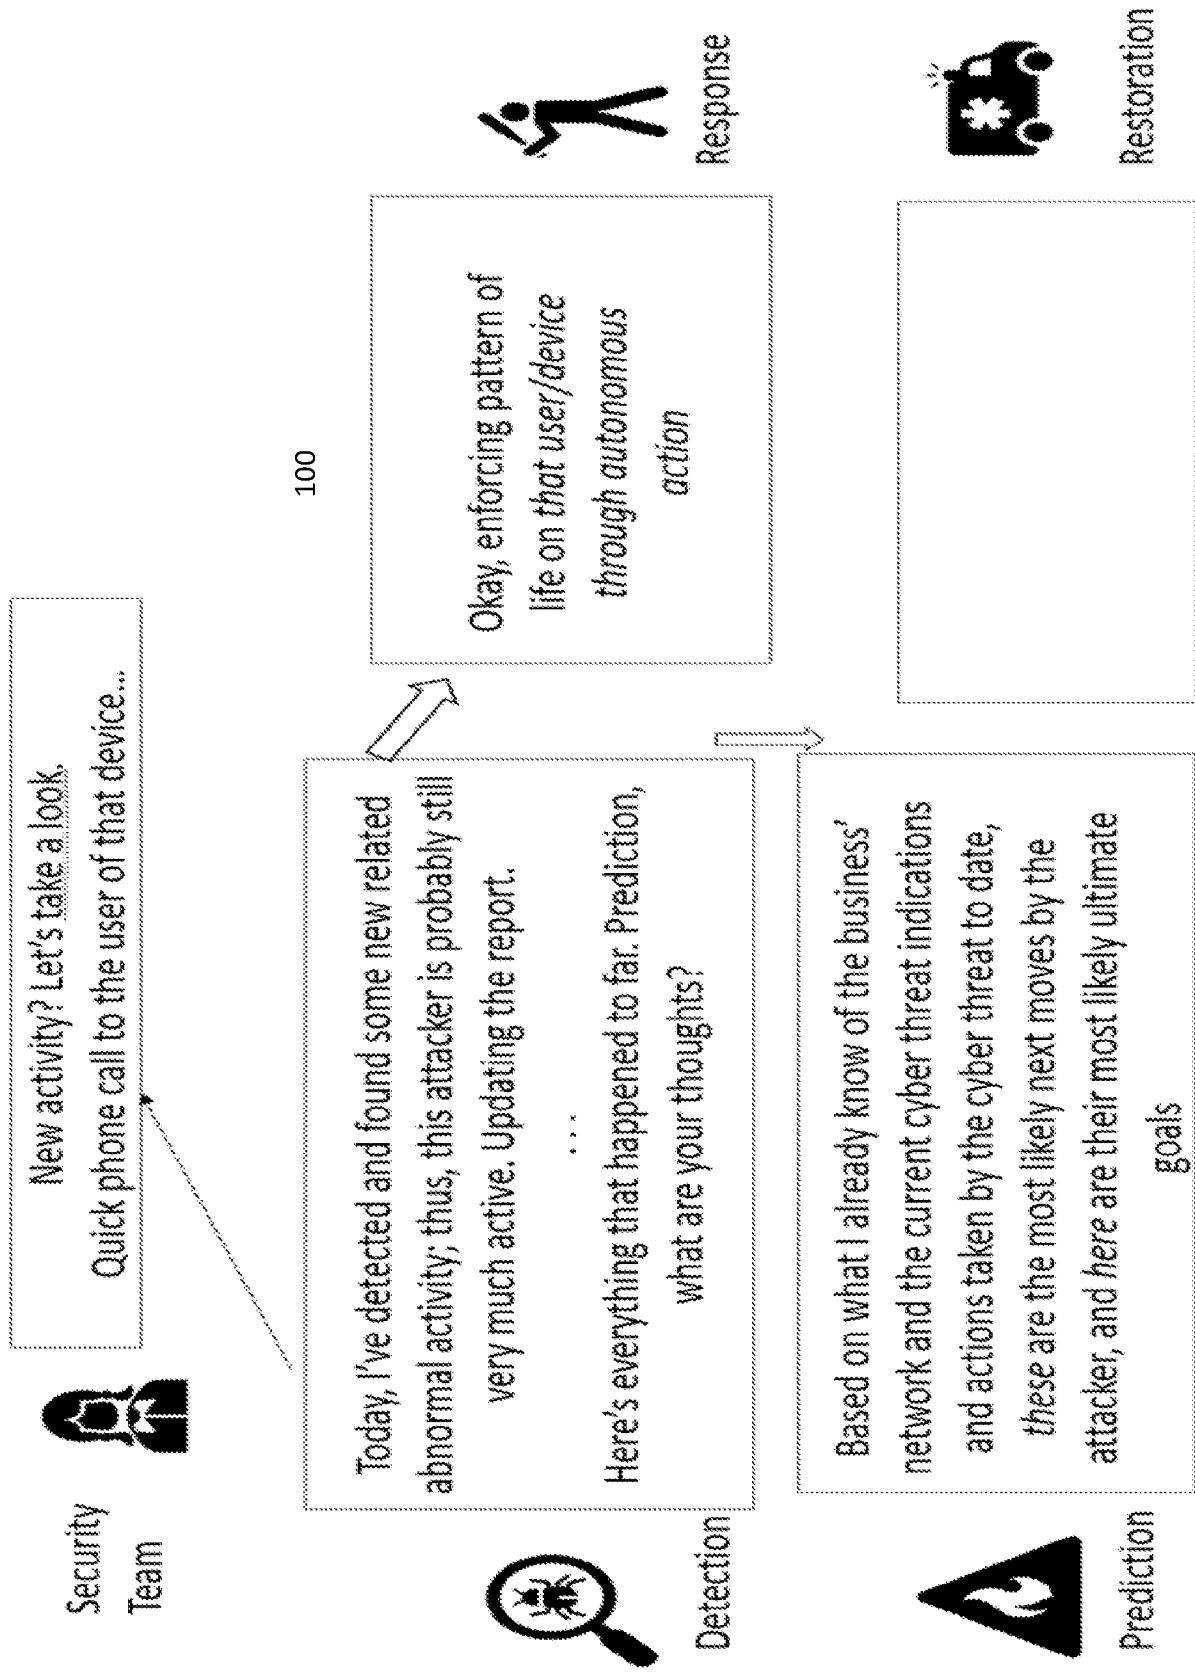 Security
Team
New activity? Let's take a look.
Quick phone call to the user of that device...
100
Detection
Today, I've detected and found some new related
abnormal activity; thus, this attacker is probably still
very much active. Updating the report.
...
Here's everything that happened to far. Prediction,
what are your thoughts?
Okay, enforcing pattern of
life on that user/device
through autonomous
action
Response
Prediction
Based on what I already know of the business'
network and the current cyber threat indications
and actions taken by the cyber threat to date,
these are the most likely next moves by the
attacker, and here are their most likely ultimate
goals
Restoration